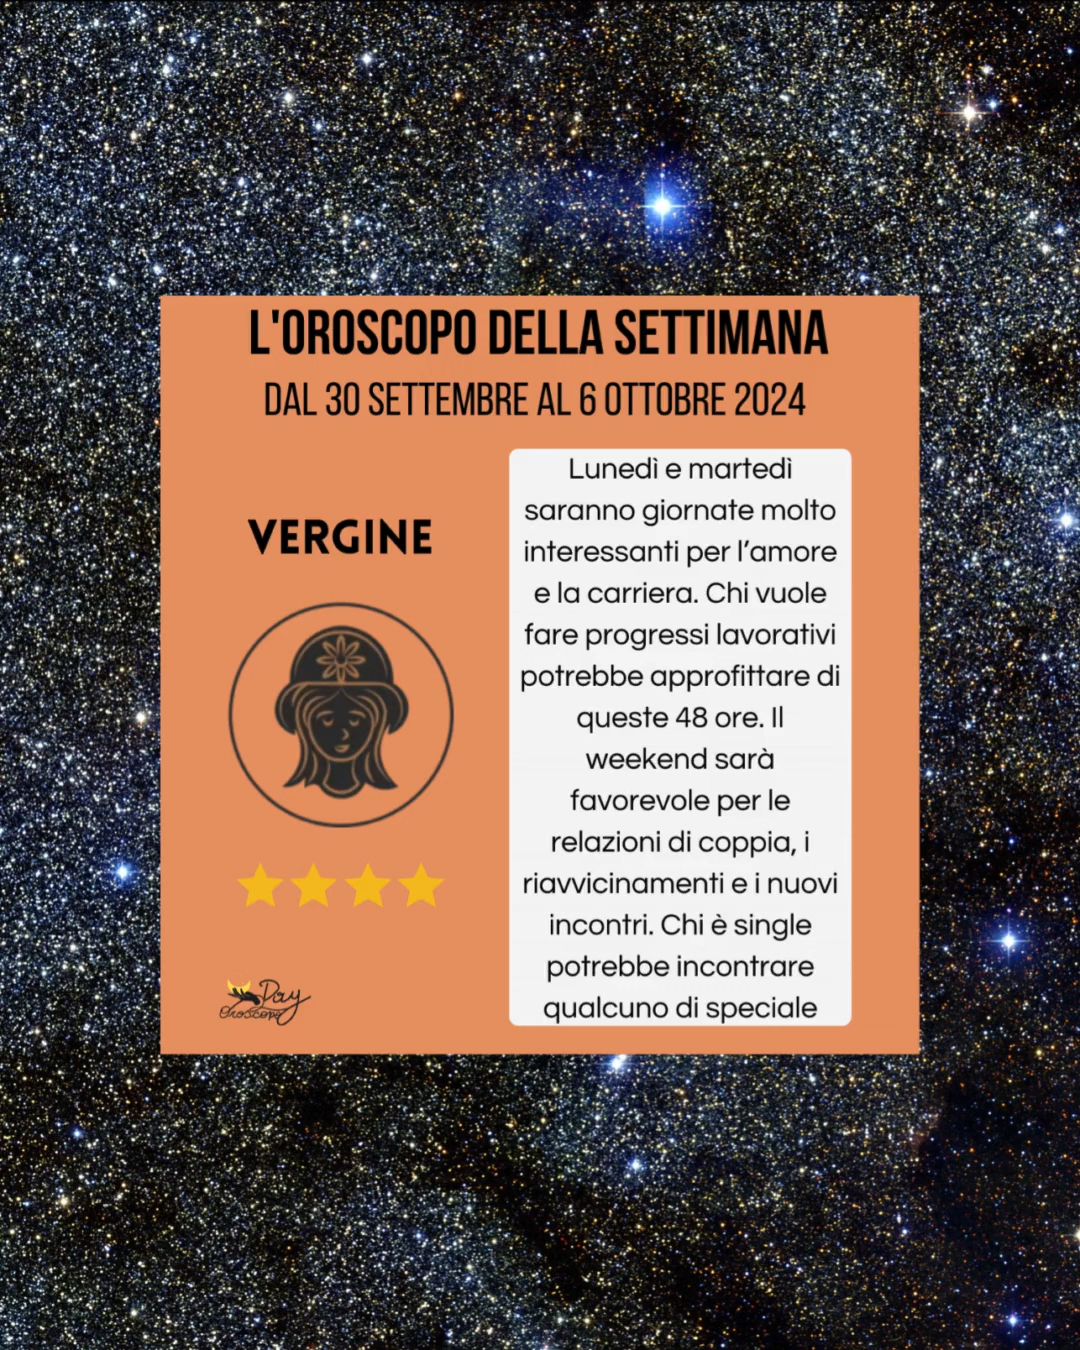 L'OROSCOPO DELLA SETTIMANA
DAL 30 SETTEMBRE AL 6 OTTOBRE 2024
VERGINE
Lunedì e martedì
saranno giornate molto
interessanti per l’amore
e la carriera. Chi vuole
fare progressi lavorativi
potrebbe approfittare di
queste 48 ore. Il
weekend sarà
favorevole per le
relazioni di coppia, i
riavvicinamenti e i nuovi
incontri. Chi è single
potrebbe incontrare
qualcuno di speciale
Day
Oroscopo